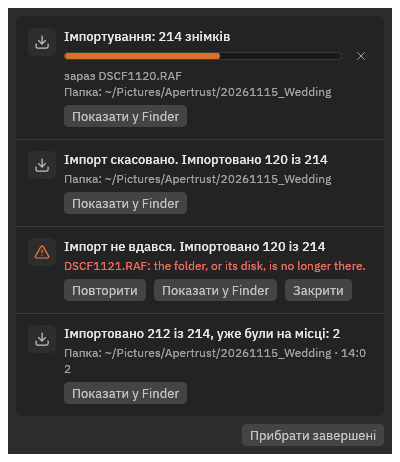 Імпортування: 214 знімків
зараз DSCF1120.RAF
Папка: ~/Pictures/Apertrust/20261115_Wedding
Показати у Finder
Імпорт скасовано. Імпортовано 120 із 214
Папка: ~/Pictures/Apertrust/20261115_Wedding
Показати у Finder
Імпорт не вдався. Імпортовано 120 із 214
DSCF1121.RAF: the folder, or its disk, is no longer there.
Повторити Показати у Finder Закрити
Імпортовано 212 із 214, уже були на місці: 2
Папка: ~/Pictures/Apertrust/20261115_Wedding · 14:0
2
Показати у Finder
Прибрати завершені